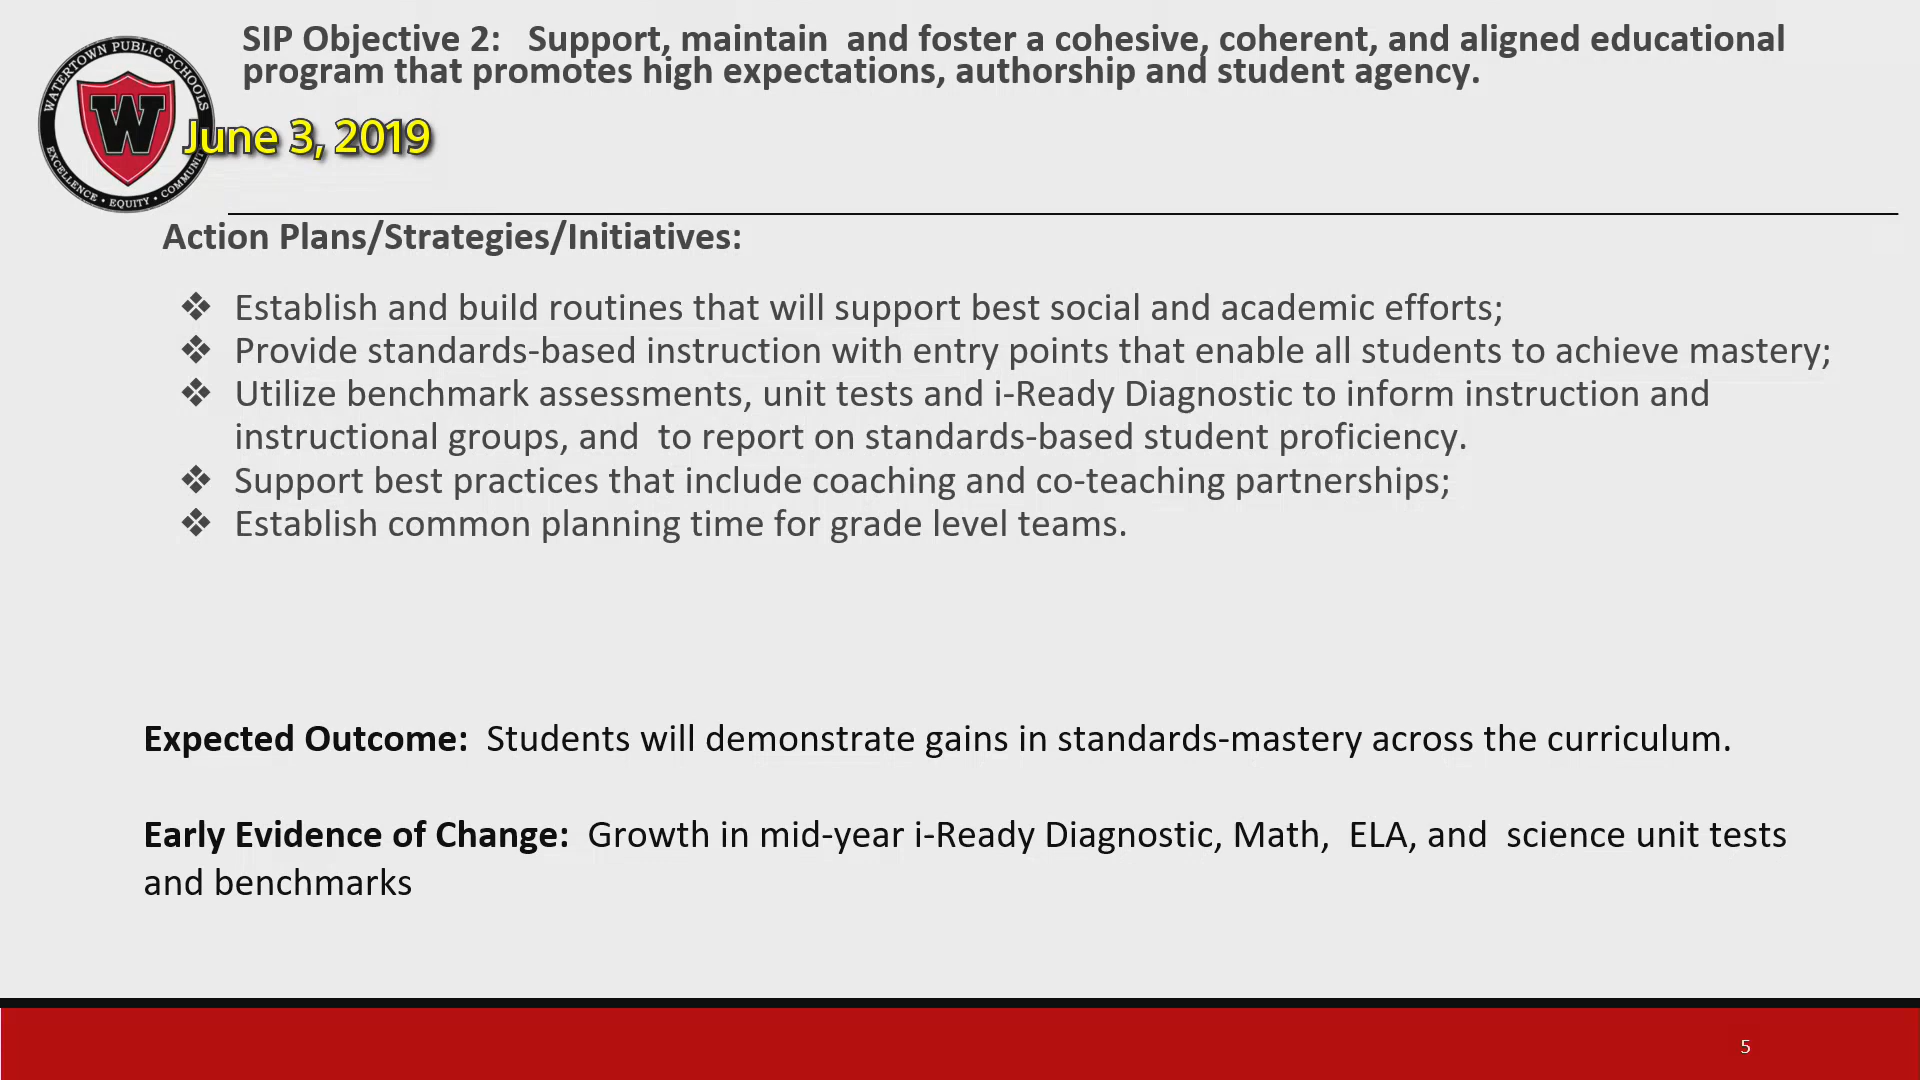 SIP Objective 2: Support, maintain and foster a cohesive, coherent, and aligned educational
program that promotes high expectations, authorship and student agency.
WATERTOWN PUBLIC SCHOOLS
W
EXCELLENCE • EQUITY • COMMUNITY
June 3, 2019
Action Plans/Strategies/Initiatives:
❖ Establish and build routines that will support best social and academic efforts;
❖ Provide standards-based instruction with entry points that enable all students to achieve mastery;
❖ Utilize benchmark assessments, unit tests and i-Ready Diagnostic to inform instruction and
instructional groups, and to report on standards-based student proficiency.
❖ Support best practices that include coaching and co-teaching partnerships;
❖ Establish common planning time for grade level teams.
Expected Outcome: Students will demonstrate gains in standards-mastery across the curriculum.
Early Evidence of Change: Growth in mid-year i-Ready Diagnostic, Math, ELA, and science unit tests
and benchmarks
5